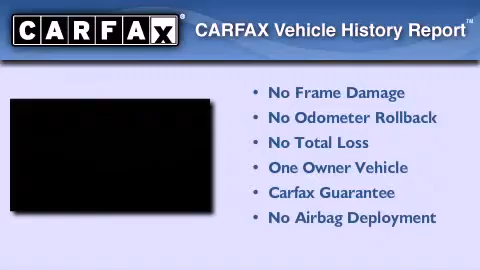 CARFAX® CARFAX Vehicle History Report™
• No Frame Damage
• No Odometer Rollback
• No Total Loss
• One Owner Vehicle
• Carfax Guarantee
• No Airbag Deployment